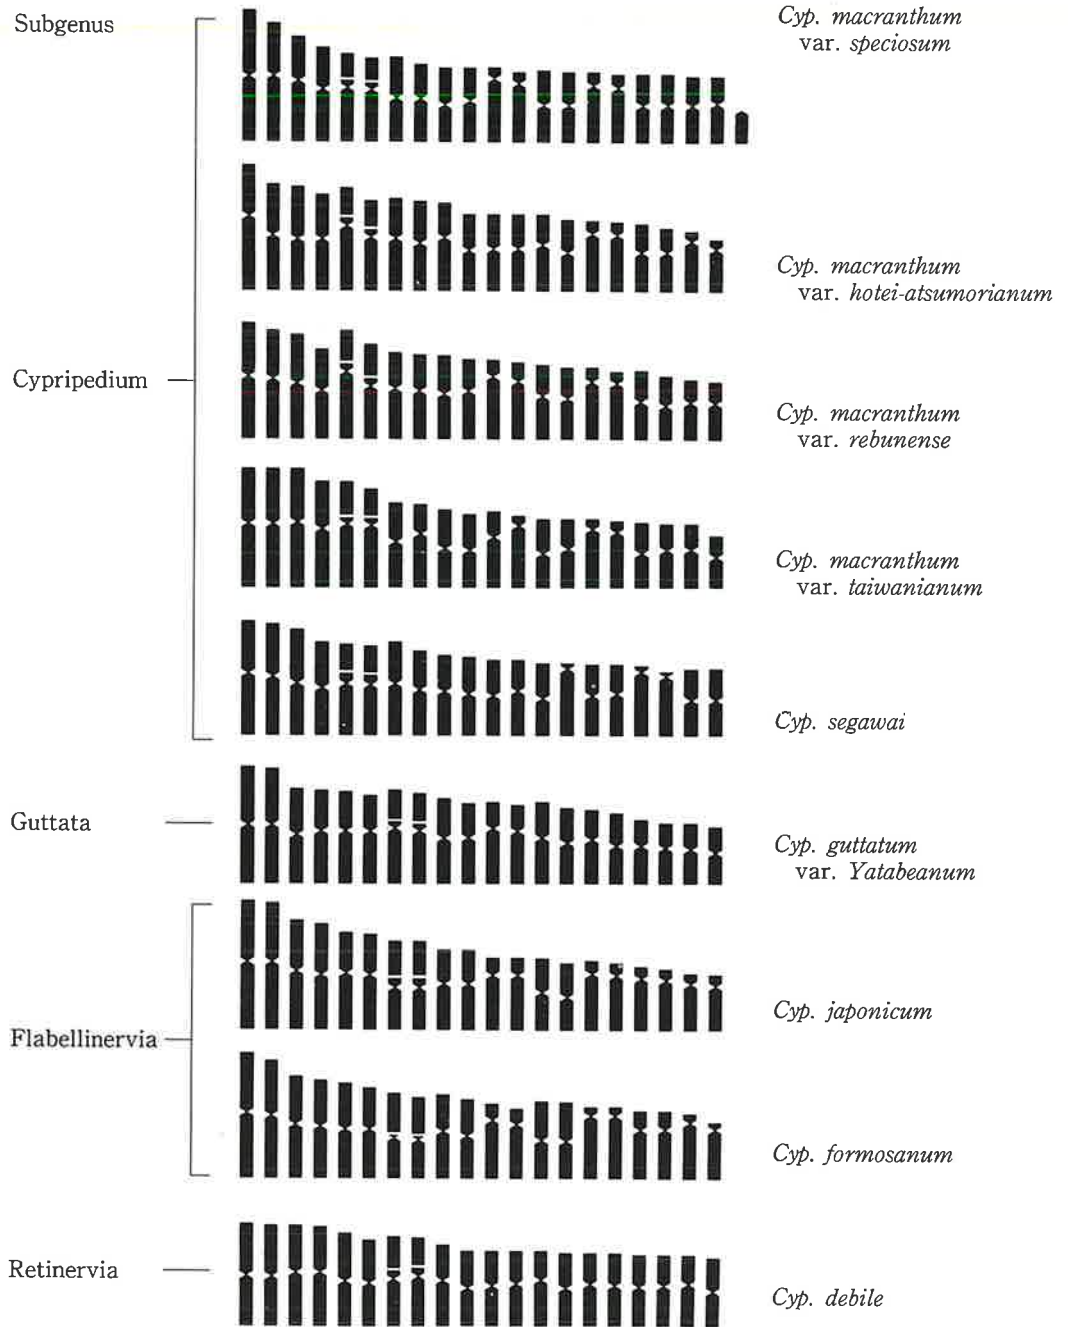 Subgenus
Cyp. macranthum
var. speciosum
Cyp. macranthum
var. hotei-atsumorianum
Cypripedium
Cyp. macranthum
var. rebunense
Cyp. macranthum
var. taiwanianum
Cyp. segawai
Guttata
Cyp. guttatum
var. Yatabeanum
Cyp. japonicum
Flabellinervia
Cyp. formosanum
Retinervia
Cyp. debile